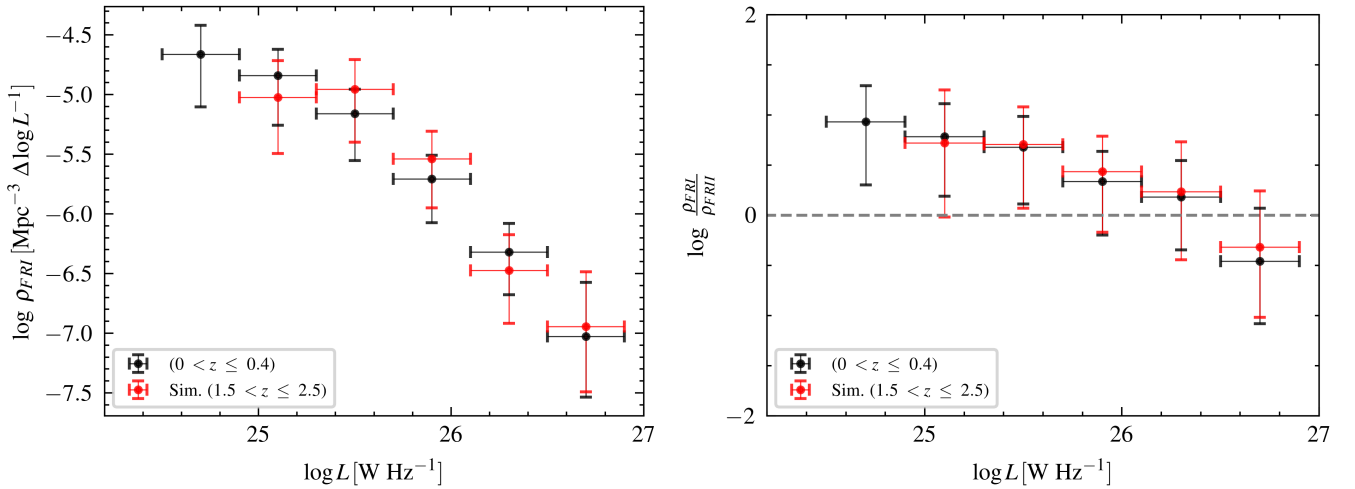 −4.5
−5.0
−5.5
−6.0
−6.5
−7.0
−7.5
log ρFRI [Mpc−3 Δlog L−1]
(0 < z ≤ 0.4)
Sim. (1.5 < z ≤ 2.5)
25
26
27
log L [W Hz−1]
2
0
−2
log ρFRI/ρFRII
(0 < z ≤ 0.4)
Sim. (1.5 < z ≤ 2.5)
25
26
27
log L [W Hz−1]